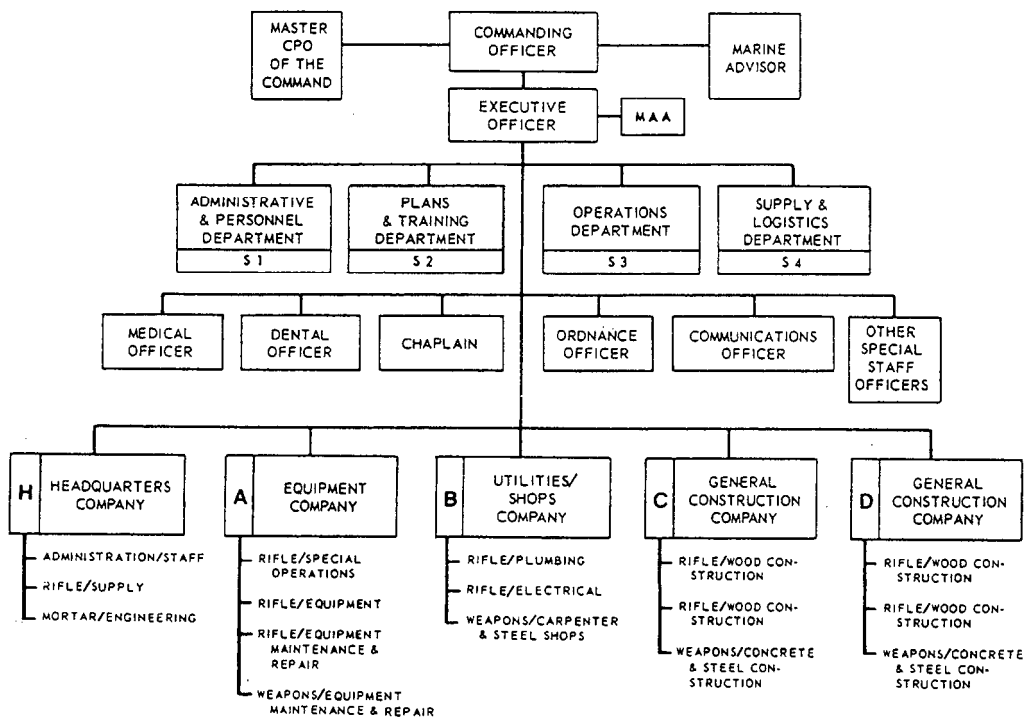 MASTER
CPO
OF THE
COMMAND
COMMANDING
OFFICER
MARINE
ADVISOR
EXECUTIVE
OFFICER
MAA
ADMINISTRATIVE
& PERSONNEL
DEPARTMENT
S 1
PLANS
& TRAINING
DEPARTMENT
S 2
OPERATIONS
DEPARTMENT
S 3
SUPPLY &
LOGISTICS
DEPARTMENT
S 4
MEDICAL
OFFICER
DENTAL
OFFICER
CHAPLAIN
ORDNANCE
OFFICER
COMMUNICATIONS
OFFICER
OTHER
SPECIAL
STAFF
OFFICERS
H
HEADQUARTERS
COMPANY
ADMINISTRATION/STAFF
RIFLE/SUPPLY
MORTAR/ENGINEERING
A
EQUIPMENT
COMPANY
RIFLE/SPECIAL
OPERATIONS
RIFLE/EQUIPMENT
RIFLE/EQUIPMENT
MAINTENANCE &
REPAIR
WEAPONS/EQUIPMENT
MAINTENANCE & REPAIR
B
UTILITIES/
SHOPS
COMPANY
RIFLE/PLUMBING
RIFLE/ELECTRICAL
WEAPONS/CARPENTER
& STEEL SHOPS
C
GENERAL
CONSTRUCTION
COMPANY
RIFLE/WOOD CON-
STRUCTION
RIFLE/WOOD CON-
STRUCTION
WEAPONS/CONCRETE
& STEEL CON-
STRUCTION
D
GENERAL
CONSTRUCTION
COMPANY
RIFLE/WOOD CON-
STRUCTION
RIFLE/WOOD CON-
STRUCTION
WEAPONS/CONCRETE
& STEEL CON-
STRUCTION